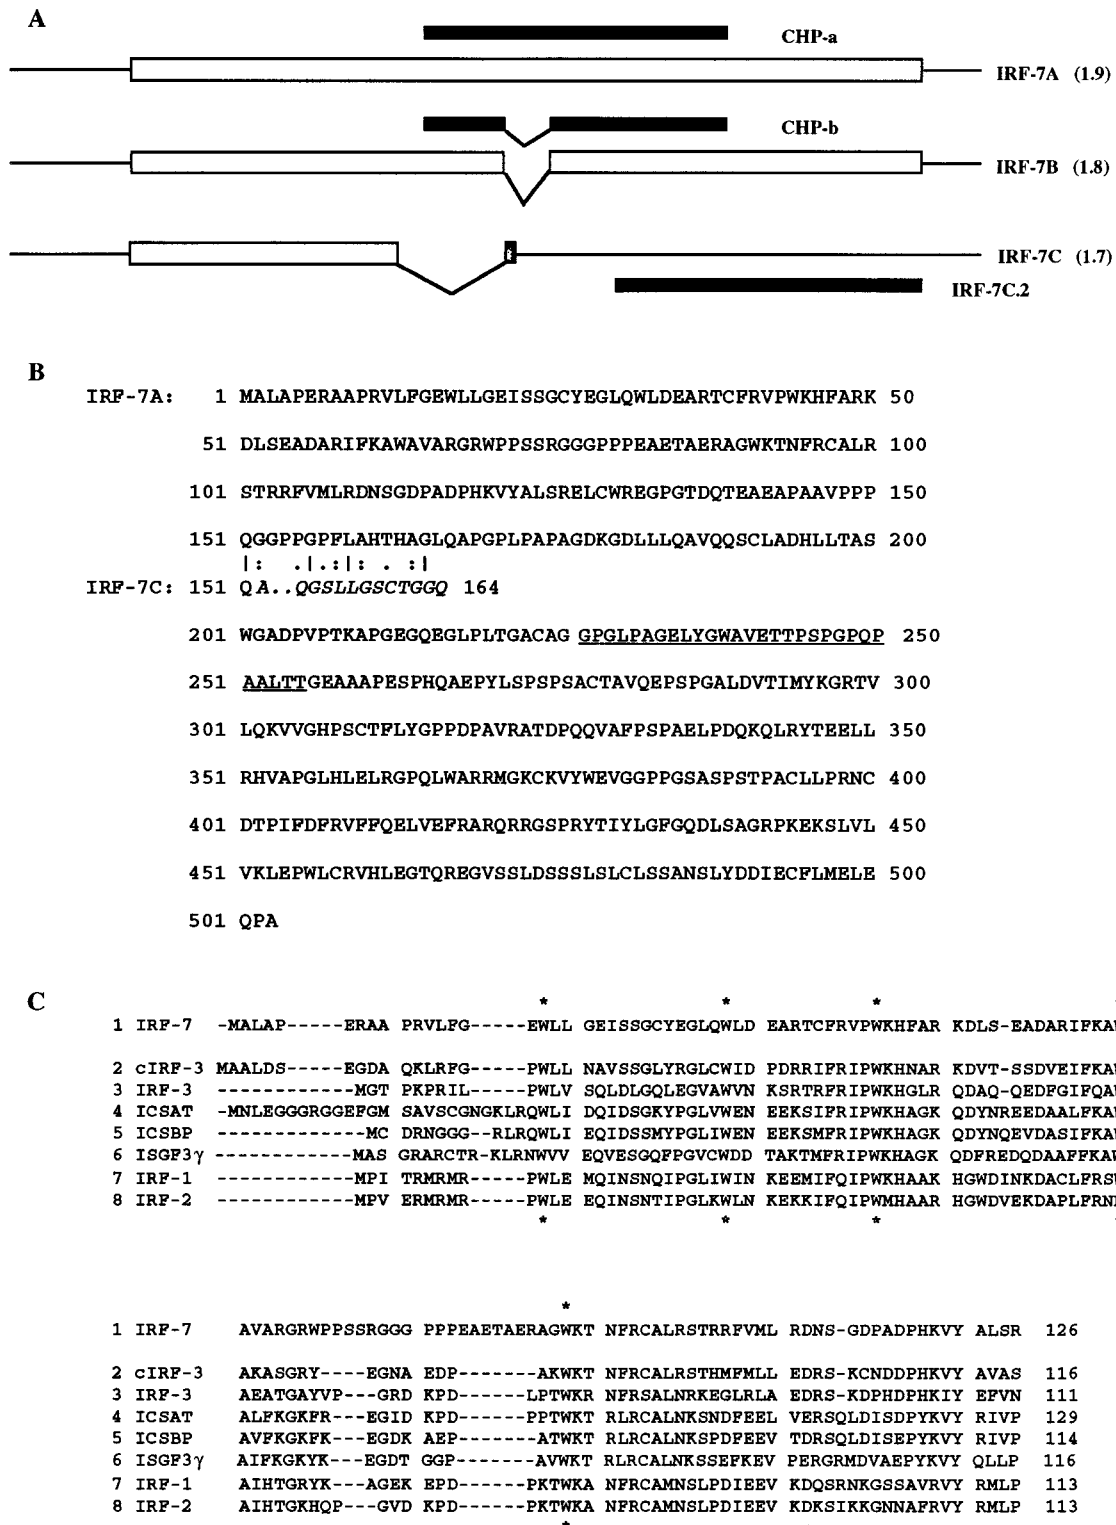 A
CHP-a
IRF-7A (1.9)
CHP-b
IRF-7B (1.8)
IRF-7C (1.7)
IRF-7C.2
B
IRF-7A: 1 MALAPERAAPRVLFGEWLLGEISSGCYEGLQWLDEARTCFRVPWKHFARK 50
51 DLSEADARIFKAWAVARGRWPPSSRGGGPPPEAETAERAGWKTNFRCALR 100
101 STRRFVMLRDNSGDPADPHKVYALSRELCWREGPGTDQTEAEAPAAVPPP 150
151 QGGPPGPFLAHTHAGLQAPGPLPAPAGDKGDLLLQAVQQSCLADHLLTAS 200
|: .|.:|: . :|
IRF-7C: 151 QA..QGSLLGSCTGGQ 164
201 WGADPVPTKAPGEGQEGLPLTGACAG GPGLPAGELYGWAVETTPSPGPQP 250
251 AALTTGEAAAPESPHQAEPYLSPSPSACTAVQEPSPGALDVTIMYKGRTV 300
301 LQKVVGHPSCTFLYGPPDPAVRATDPQQVAFPSPAELPDQKQLRYTEELL 350
351 RHVAPGLHLELRGPQLWARRMGKCKVYWEVGGPPGSASPSTPACLLPRNC 400
401 DTPIFDFRVFFQELVEFRARQRRGSPRYTIYLGFGQDLSAGRPKEKSLVL 450
451 VKLEPWLCRVHLEGTQREGVSSLDSSSLSLCLSSANSLYDDIECFLMELE 500
501 QPA
C
* * * *
1 IRF-7 -MALAP-----ERAA PRVLFG-----EWLL GEISSGCYEGLQWLD EARTCFRVPWKHFAR KDLS-EADARIFKAW
2 cIRF-3 MAALDS-----EGDA QKLRFG-----PWLL NAVSSGLYRGLCWID PDRRIFRIPWKHNAR KDVT-SSDVEIFKAW
3 IRF-3 -----------MGT PKPRIL-----PWLV SQLDLGQLEGVAWVN KSRTRFRIPWKHGLR QDAQ-QEDFGIFQAW
4 ICSAT -MNLEGGGRGGEFGM SAVSCGNGKLRQWLI DQIDSGKYPGLVWEN EEKSIFRIPWKHAGK QDYNREEDAALFKAW
5 ICSBP ------------MC DRNGGG--RLRQWLI EQIDSSMYPGLIWEN EEKSMFRIPWKHAGK QDYNQEVDASIFKAW
6 ISGF3γ -----------MAS GRARCTR-KLRNWVV EQVESGQFPGVCWDD TAKTMFRIPWKHAGK QDFREDQDAAFFKAW
7 IRF-1 -----------MPI TRMRMR-----PWLE MQINSNQIPGLIWIN KEEMIFQIPWKHAAK HGWDINKDACLFRSW
8 IRF-2 -----------MPV ERMRMR-----PWLE EQINSNTIPGLKWLN KEKKIFQIPWMHAAR HGWDVEKDAPLFRNW
* * * *
*
1 IRF-7 AVARGRWPPSSRGGG PPPEAETAERAGWKT NFRCALRSTRRFVML RDNS-GDPADPHKVY ALSR 126
2 cIRF-3 AKASGRY----EGNA EDP-------AKWKT NFRCALRSTHMFMLL EDRS-KCNDDPHKVY AVAS 116
3 IRF-3 AEATGAYVP---GRD KPD------LPTWKR NFRSALNRKEGLRLA EDRS-KDPHDPHKIY EFVN 111
4 ICSAT ALFKGKFR---EGID KPD------PPTWKT RLRCALNKSNDFEEL VERSQLDISDPYKVY RIVP 129
5 ICSBP AVFKGKFK---EGDK AEP-------ATWKT RLRCALNKSPDFEEV TDRSQLDISEPYKVY RIVP 114
6 ISGF3γ AIFKGKYK---EGDT GGP-------AVWKT RLRCALNKSSEFKEV PERGRMDVAEPYKVY QLLP 116
7 IRF-1 AIHTGRYK---AGEK EPD------PKTWKA NFRCAMNSLPDIEEV KDQSRNKGSSAVRVY RMLP 113
8 IRF-2 AIHTGKHQP---GVD KPD------PKTWKA NFRCAMNSLPDIEEV KDKSIKKGNNAFRVY RMLP 113
*